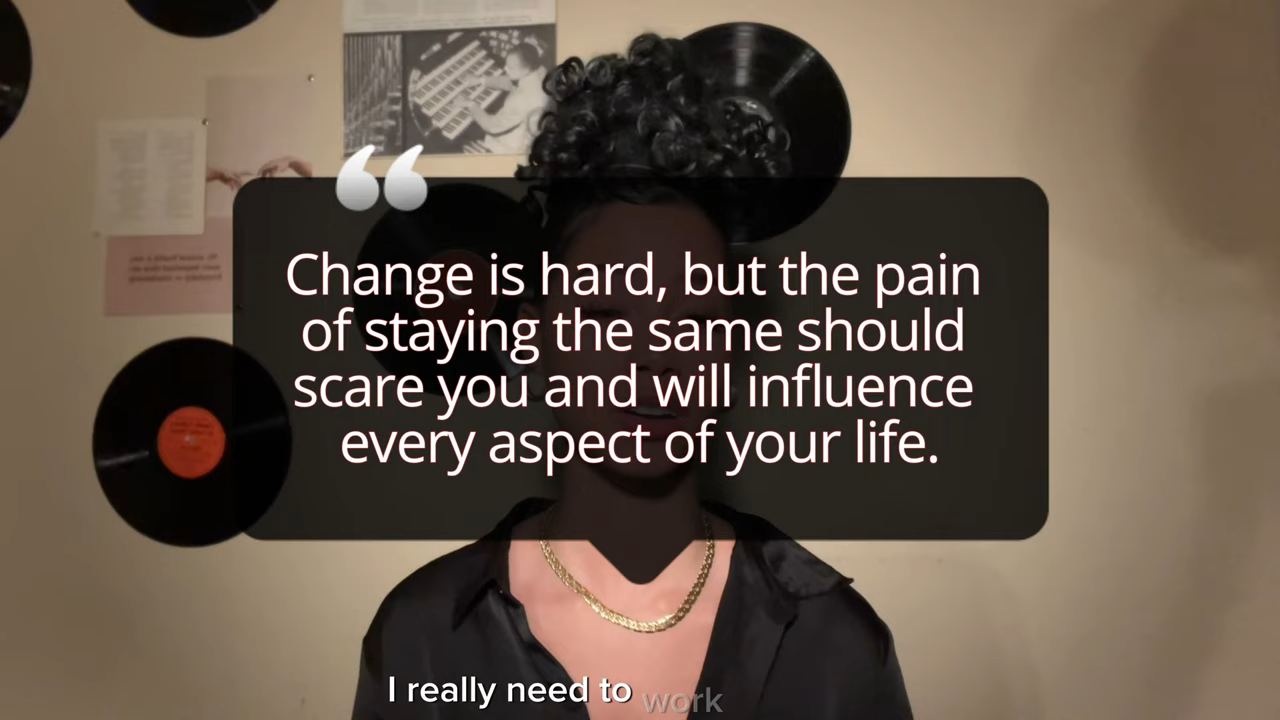 Change is hard, but the pain
of staying the same should
scare you and will influence
every aspect of your life.
I really need to work